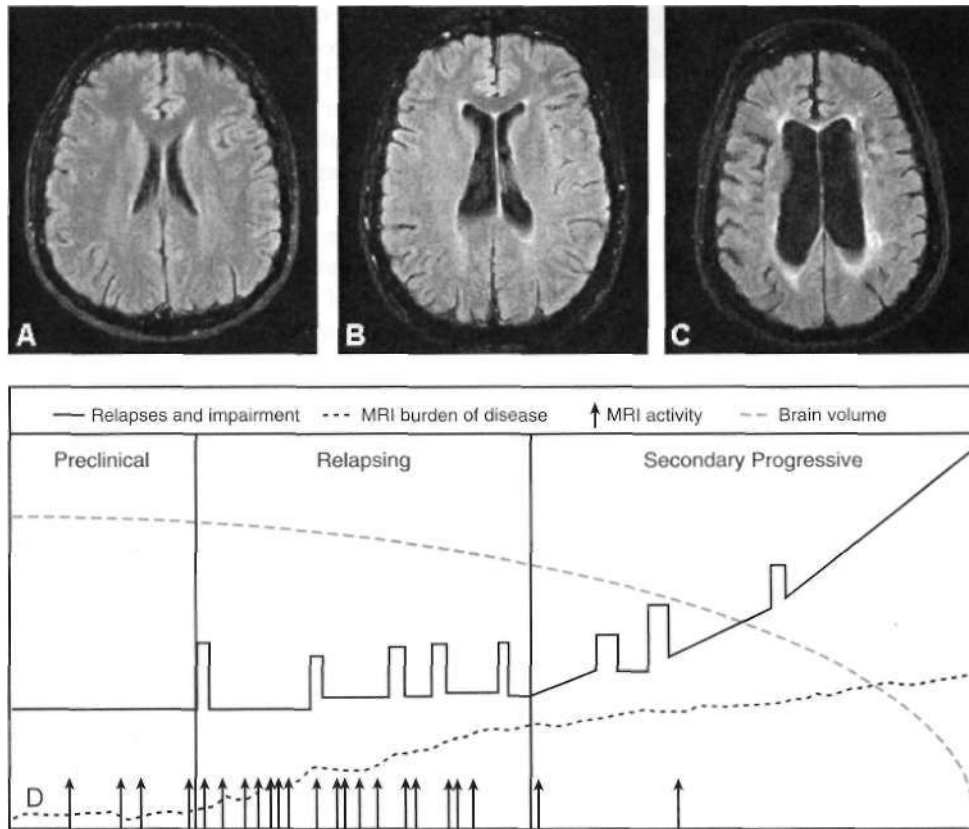 A
B
C
Relapses and impairment MRI burden of disease MRI activity Brain volume
Preclinical Relapsing Secondary Progressive
D